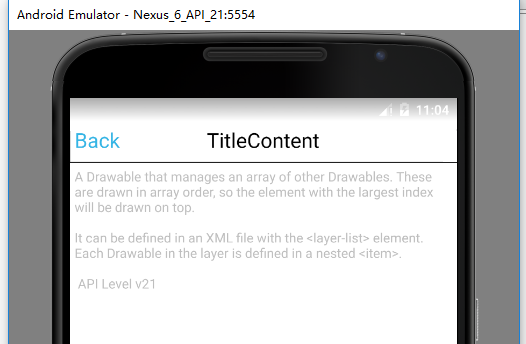 Android Emulator - Nexus_6_API_21:5554
11:04
Back TitleContent
A Drawable that manages an array of other Drawables. These
are drawn in array order, so the element with the largest index
will be drawn on top.
It can be defined in an XML file with the <layer-list> element.
Each Drawable in the layer is defined in a nested <item>.
API Level v21